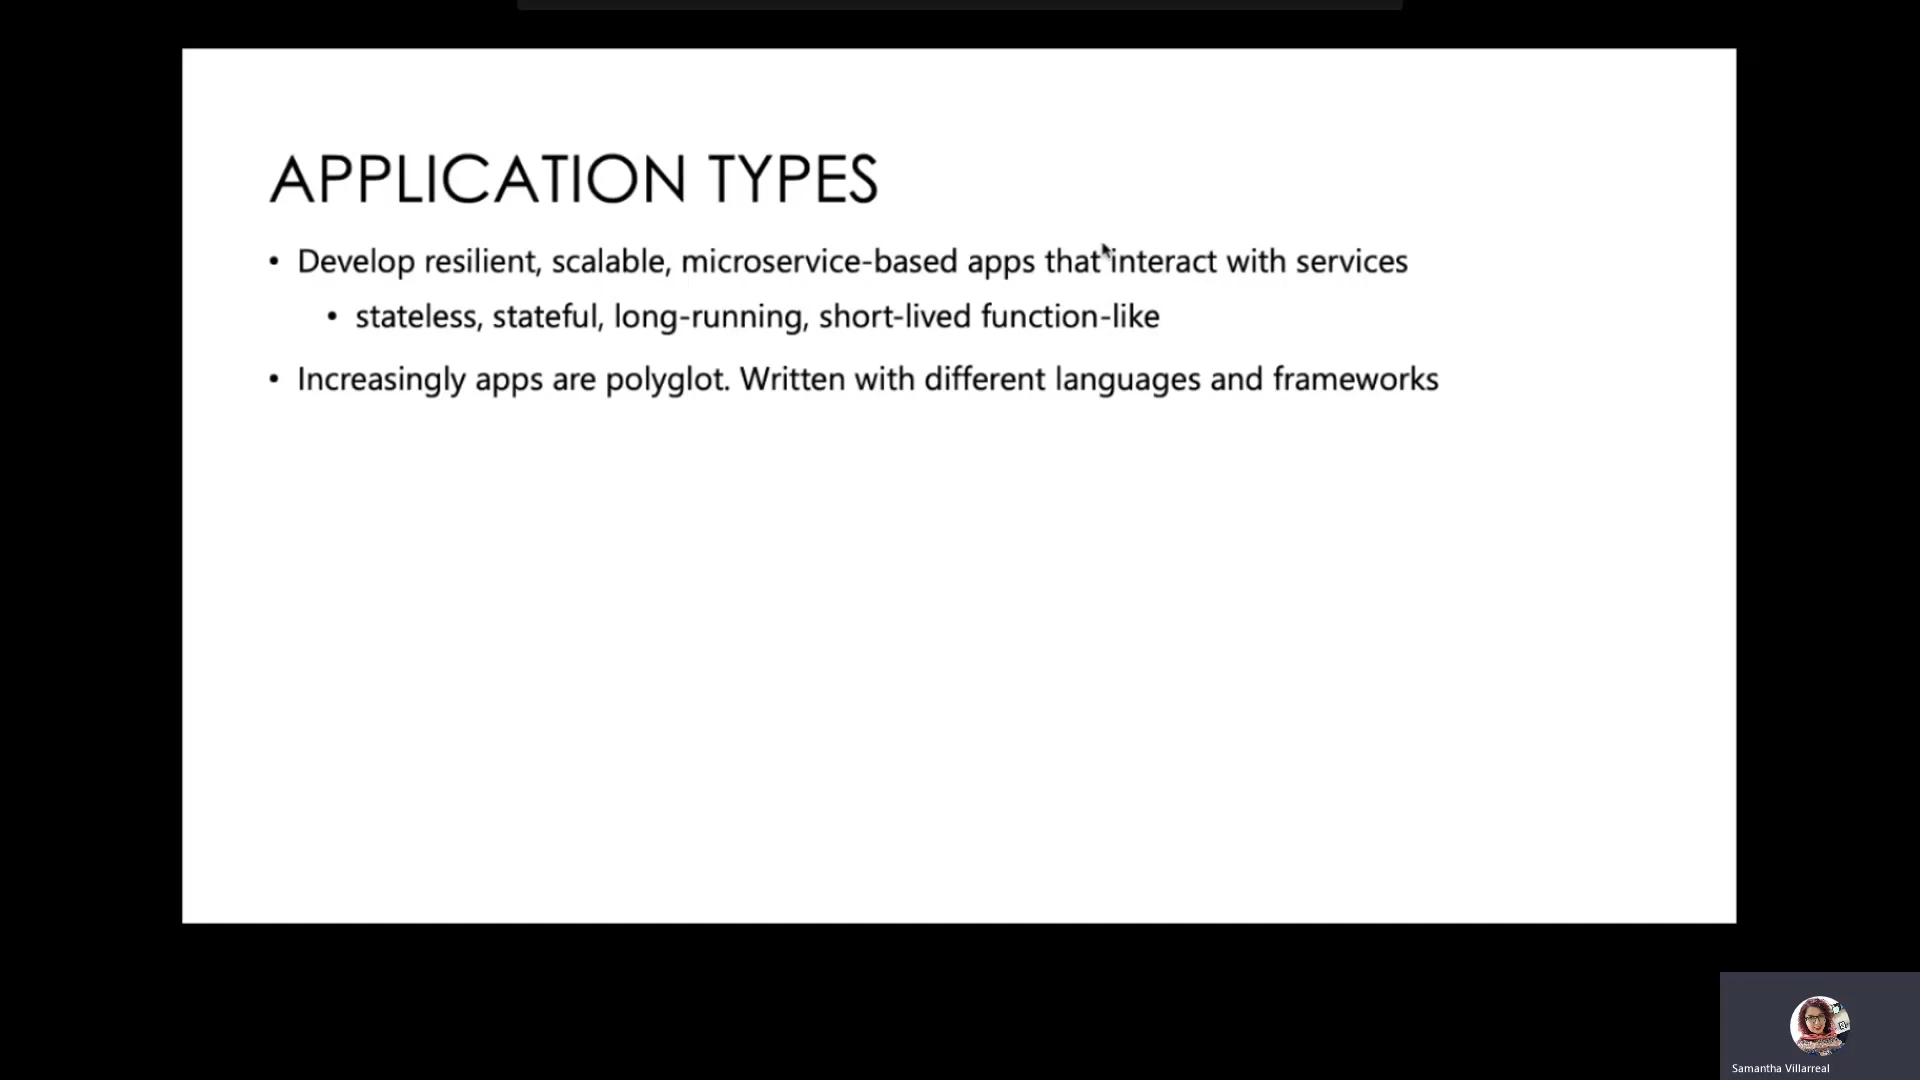 APPLICATION TYPES
• Develop resilient, scalable, microservice-based apps that interact with services
• stateless, stateful, long-running, short-lived function-like
• Increasingly apps are polyglot. Written with different languages and frameworks
Samantha Villarreal